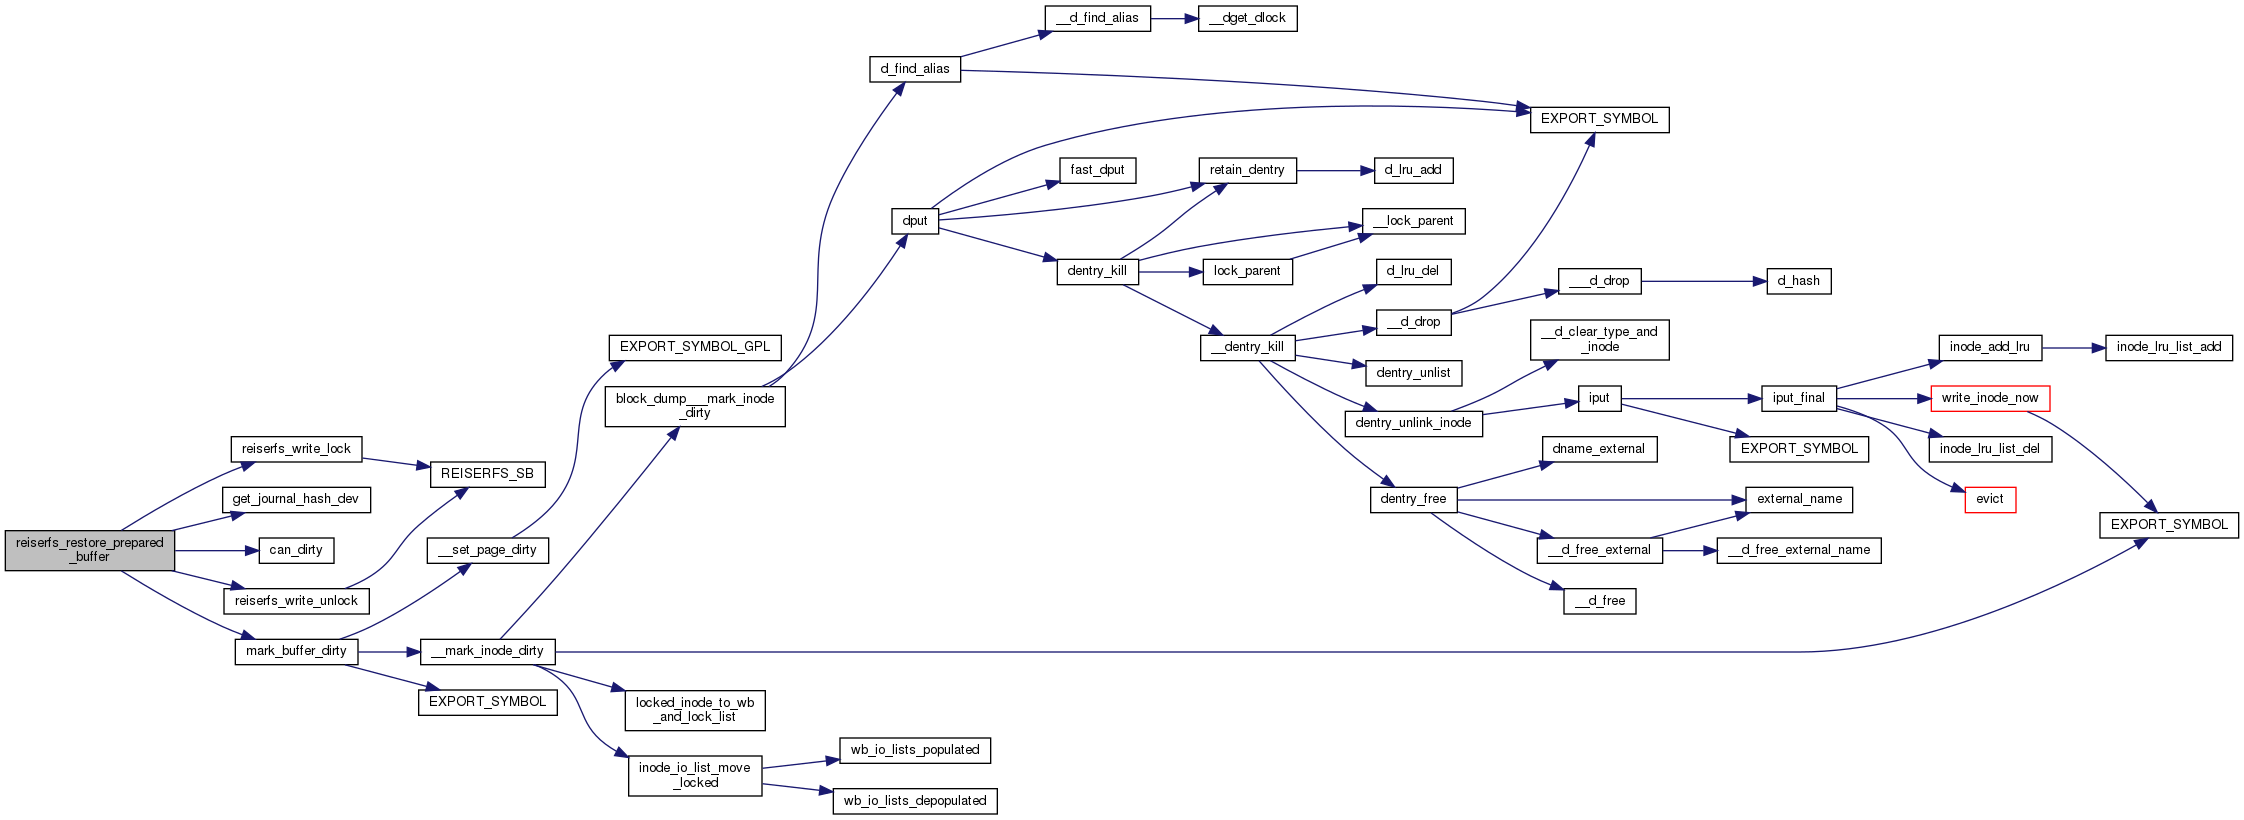 reiserfs_restore_prepared
_buffer
reiserfs_write_lock
get_journal_hash_dev
can_dirty
reiserfs_write_unlock
mark_buffer_dirty
REISERFS_SB
__set_page_dirty
__mark_inode_dirty
EXPORT_SYMBOL
EXPORT_SYMBOL_GPL
block_dump___mark_inode
_dirty
locked_inode_to_wb
_and_lock_list
inode_io_list_move
_locked
wb_io_lists_populated
wb_io_lists_depopulated
d_find_alias
dput
__d_find_alias
fast_dput
dentry_kill
__dget_dlock
retain_dentry
lock_parent
__dentry_kill
d_lru_add
__lock_parent
d_lru_del
__d_drop
dentry_unlist
dentry_unlink_inode
dentry_free
EXPORT_SYMBOL
___d_drop
__d_clear_type_and
_inode
iput
dname_external
__d_free_external
__d_free
d_hash
iput_final
EXPORT_SYMBOL
external_name
__d_free_external_name
inode_add_lru
write_inode_now
inode_lru_list_del
evict
inode_lru_list_add
EXPORT_SYMBOL